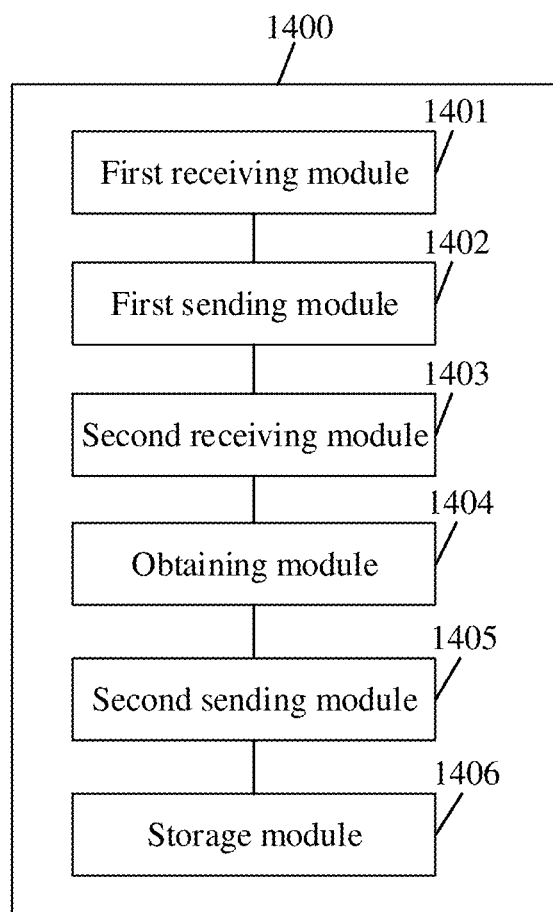 1400
1401
First receiving module
1402
First sending module
1403
Second receiving module
1404
Obtaining module
1405
Second sending module
1406
Storage module